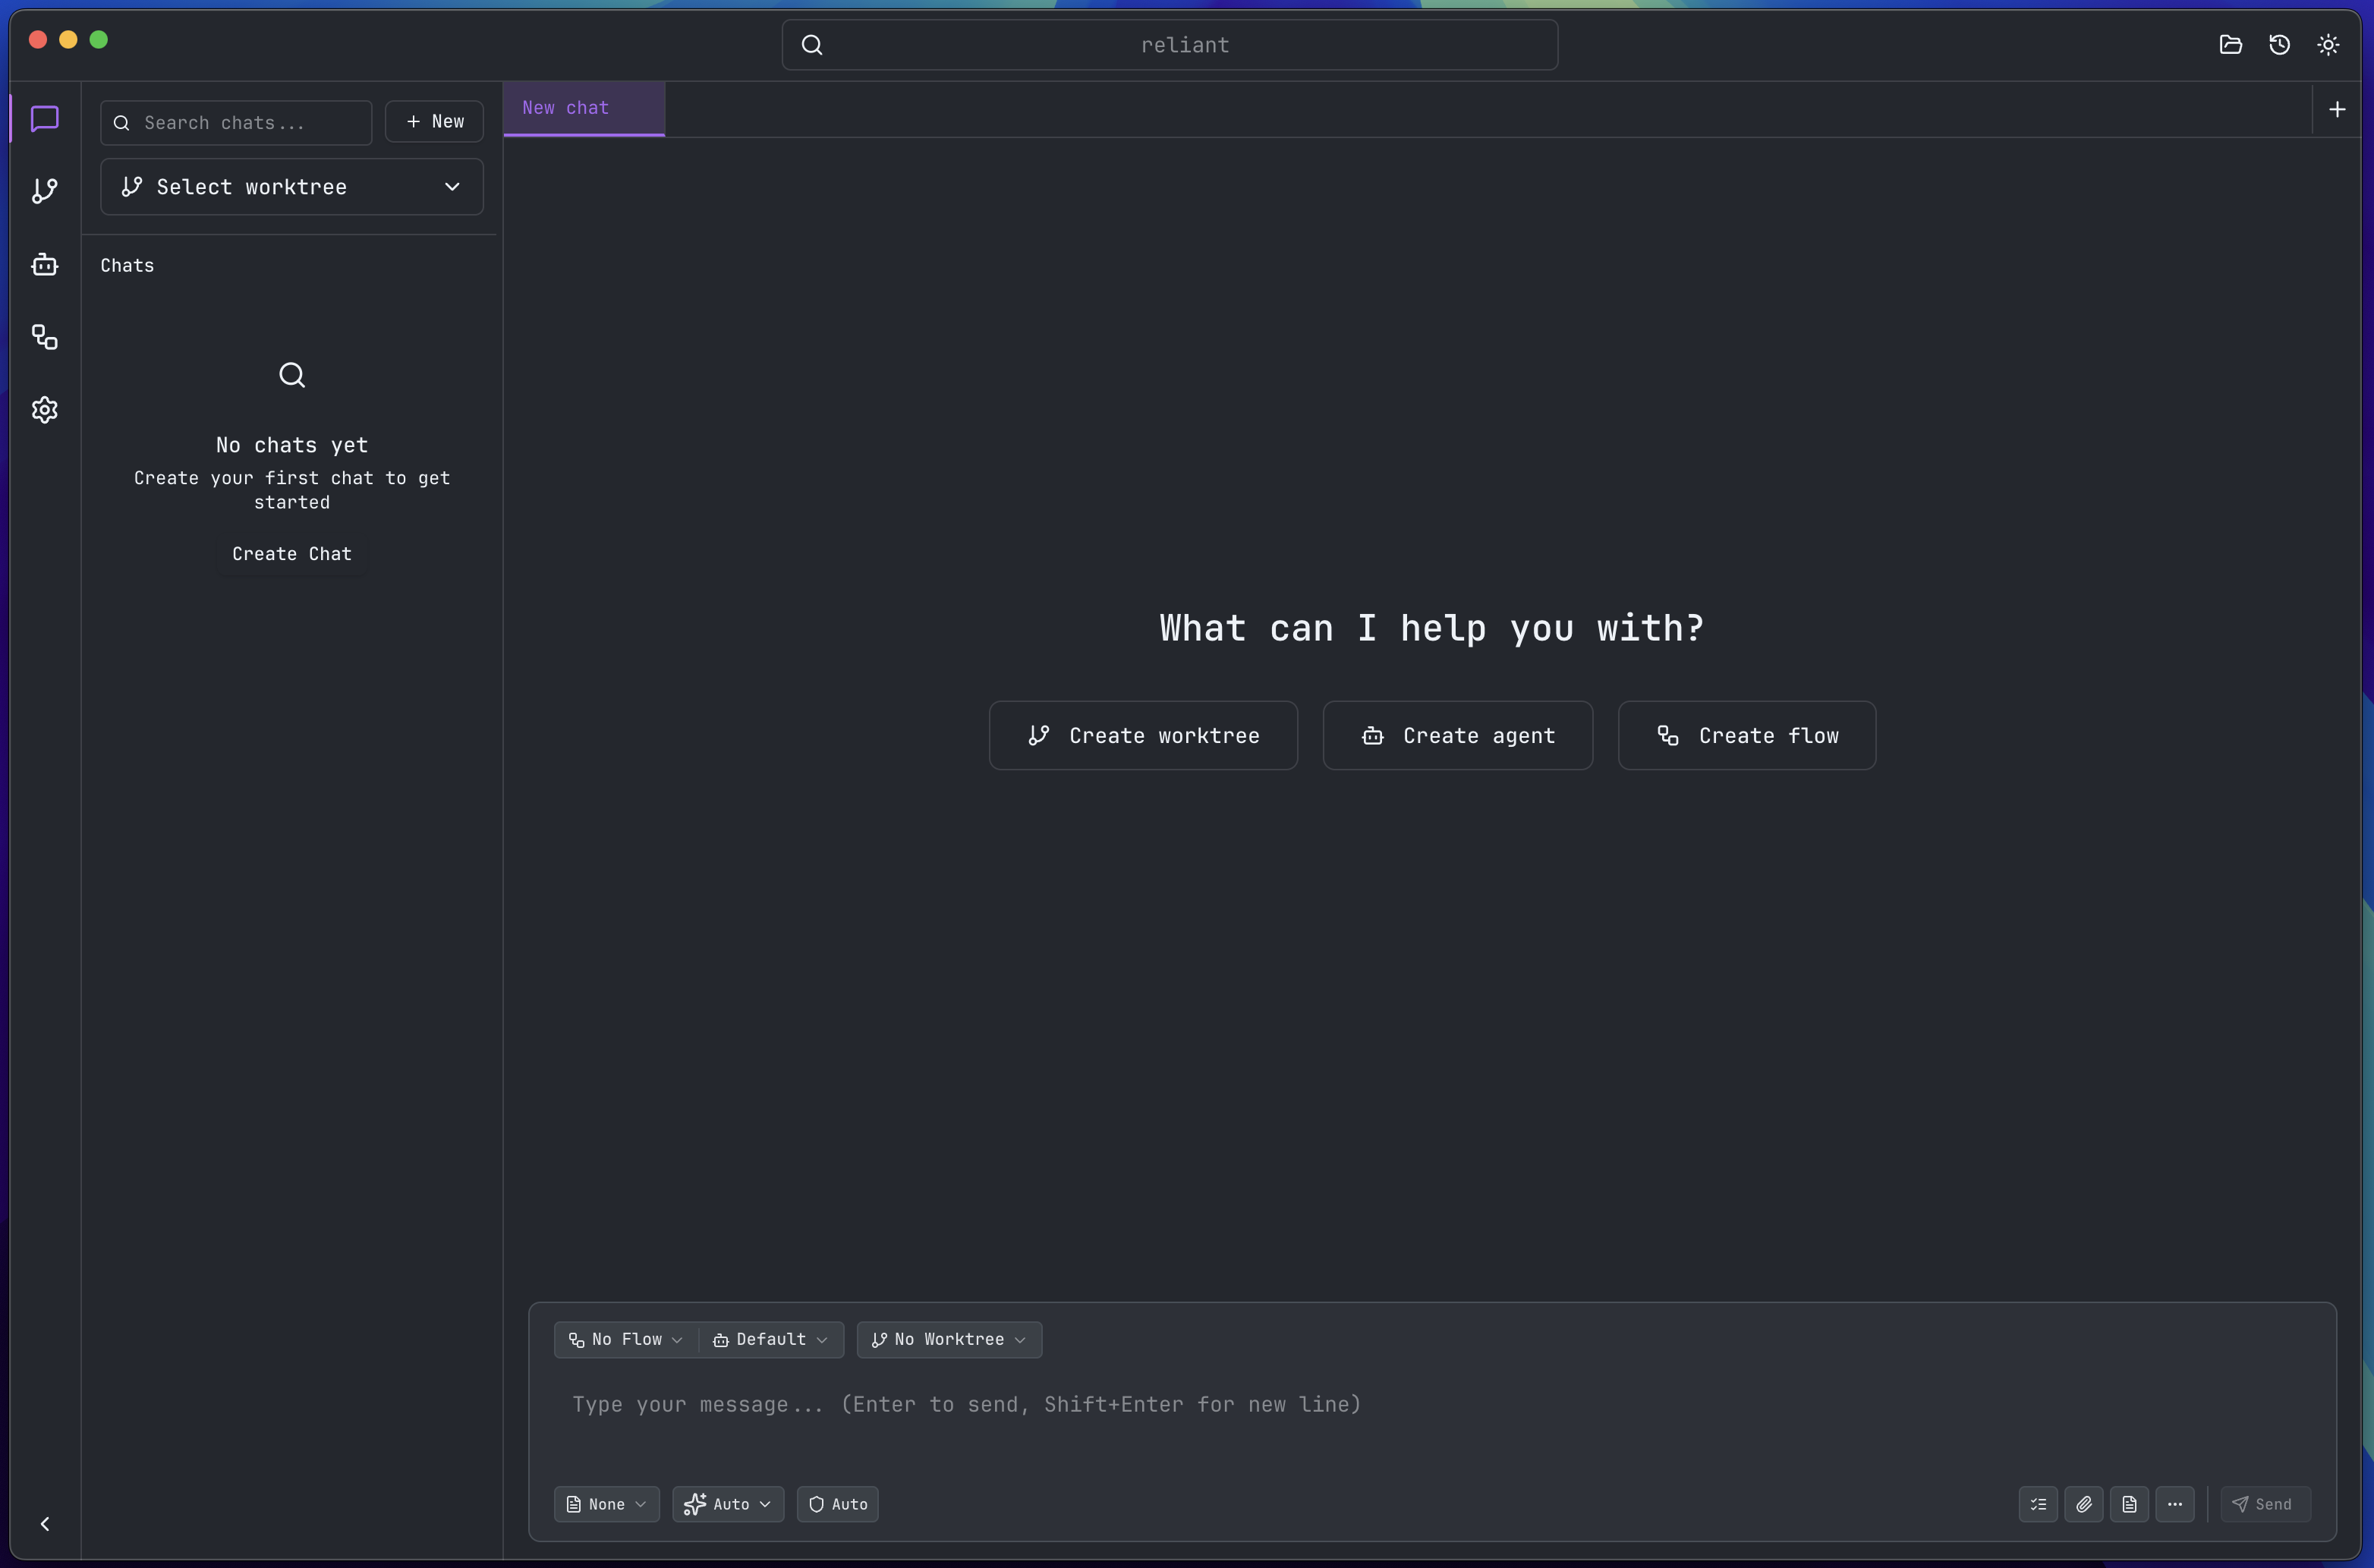 reliant
Search chats...
New
Select worktree
Chats
No chats yet
Create your first chat to get
started
Create Chat
New chat
What can I help you with?
Create worktree
Create agent
Create flow
No Flow
Default
No Worktree
Type your message... (Enter to send, Shift+Enter for new line)
None
Auto
Auto
Send